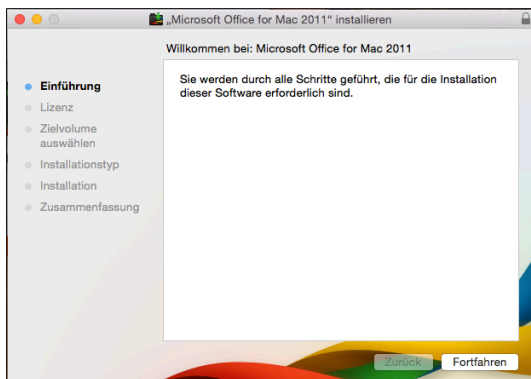 „Microsoft Office for Mac 2011“ installieren
Willkommen bei: Microsoft Office for Mac 2011
Einführung
Lizenz
Zielvolume
auswählen
Installationstyp
Installation
Zusammenfassung
Sie werden durch alle Schritte geführt, die für die Installation
dieser Software erforderlich sind.
Zurück
Fortfahren